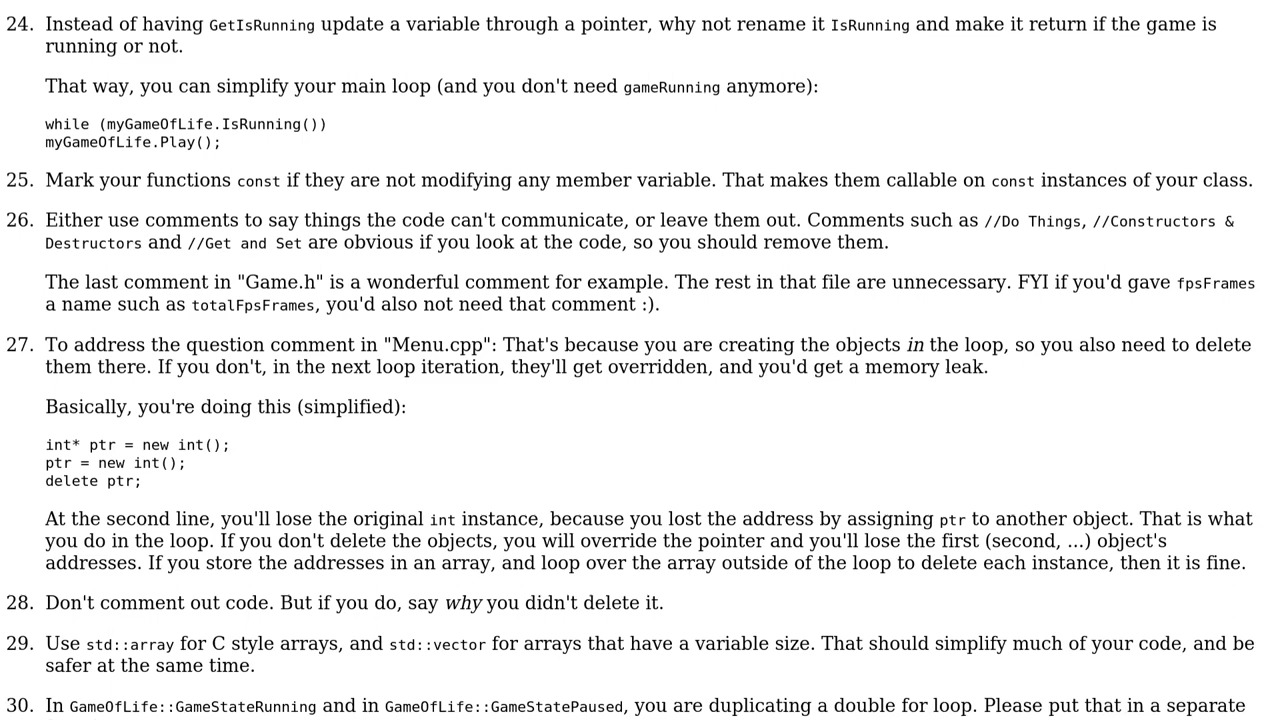 24. Instead of having GetIsRunning update a variable through a pointer, why not rename it IsRunning and make it return if the game is
running or not.
That way, you can simplify your main loop (and you don't need gameRunning anymore):
while (myGameOfLife.IsRunning())
myGameOfLife.Play();
25. Mark your functions const if they are not modifying any member variable. That makes them callable on const instances of your class.
26. Either use comments to say things the code can't communicate, or leave them out. Comments such as //Do Things, //Constructors &
Destructors and //Get and Set are obvious if you look at the code, so you should remove them.
The last comment in "Game.h" is a wonderful comment for example. The rest in that file are unnecessary. FYI if you'd gave fpsFrames
a name such as totalFpsFrames, you'd also not need that comment :).
27. To address the question comment in "Menu.cpp": That's because you are creating the objects in the loop, so you also need to delete
them there. If you don't, in the next loop iteration, they'll get overridden, and you'd get a memory leak.
Basically, you're doing this (simplified):
int* ptr = new int();
ptr = new int();
delete ptr;
At the second line, you'll lose the original int instance, because you lost the address by assigning ptr to another object. That is what
you do in the loop. If you don't delete the objects, you will override the pointer and you'll lose the first (second, ...) object's
addresses. If you store the addresses in an array, and loop over the array outside of the loop to delete each instance, then it is fine.
28. Don't comment out code. But if you do, say why you didn't delete it.
29. Use std::array for C style arrays, and std::vector for arrays that have a variable size. That should simplify much of your code, and be
safer at the same time.
30. In GameOfLife::GameStateRunning and in GameOfLife::GameStatePaused, you are duplicating a double for loop. Please put that in a separate